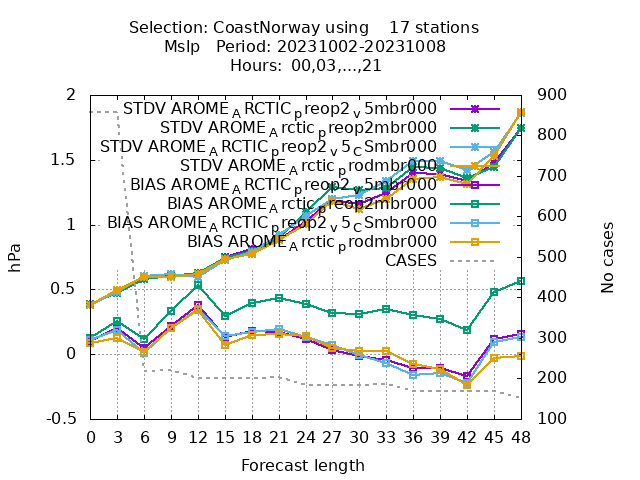 Selection: CoastNorway using    17 stations
Mslp   Period: 20231002-20231008
Hours:  00,03,...,21
2
1.5
1
0.5
0
-0.5
hPa
STDV AROME_ARCTIC_preop2_v5mbr000
STDV AROME_Arctic_preop2mbr000
STDV AROME_ARCTIC_preop2_v5_CSmbr000
STDV AROME_Arctic_prodmbr000
BIAS AROME_ARCTIC_preop2_v5mbr000
BIAS AROME_Arctic_preop2mbr000
BIAS AROME_ARCTIC_preop2_v5_CSmbr000
BIAS AROME_Arctic_prodmbr000
CASES
900
800
700
600
500
400
300
200
100
No cases
0 3 6 9 12 15 18 21 24 27 30 33 36 39 42 45 48
Forecast length